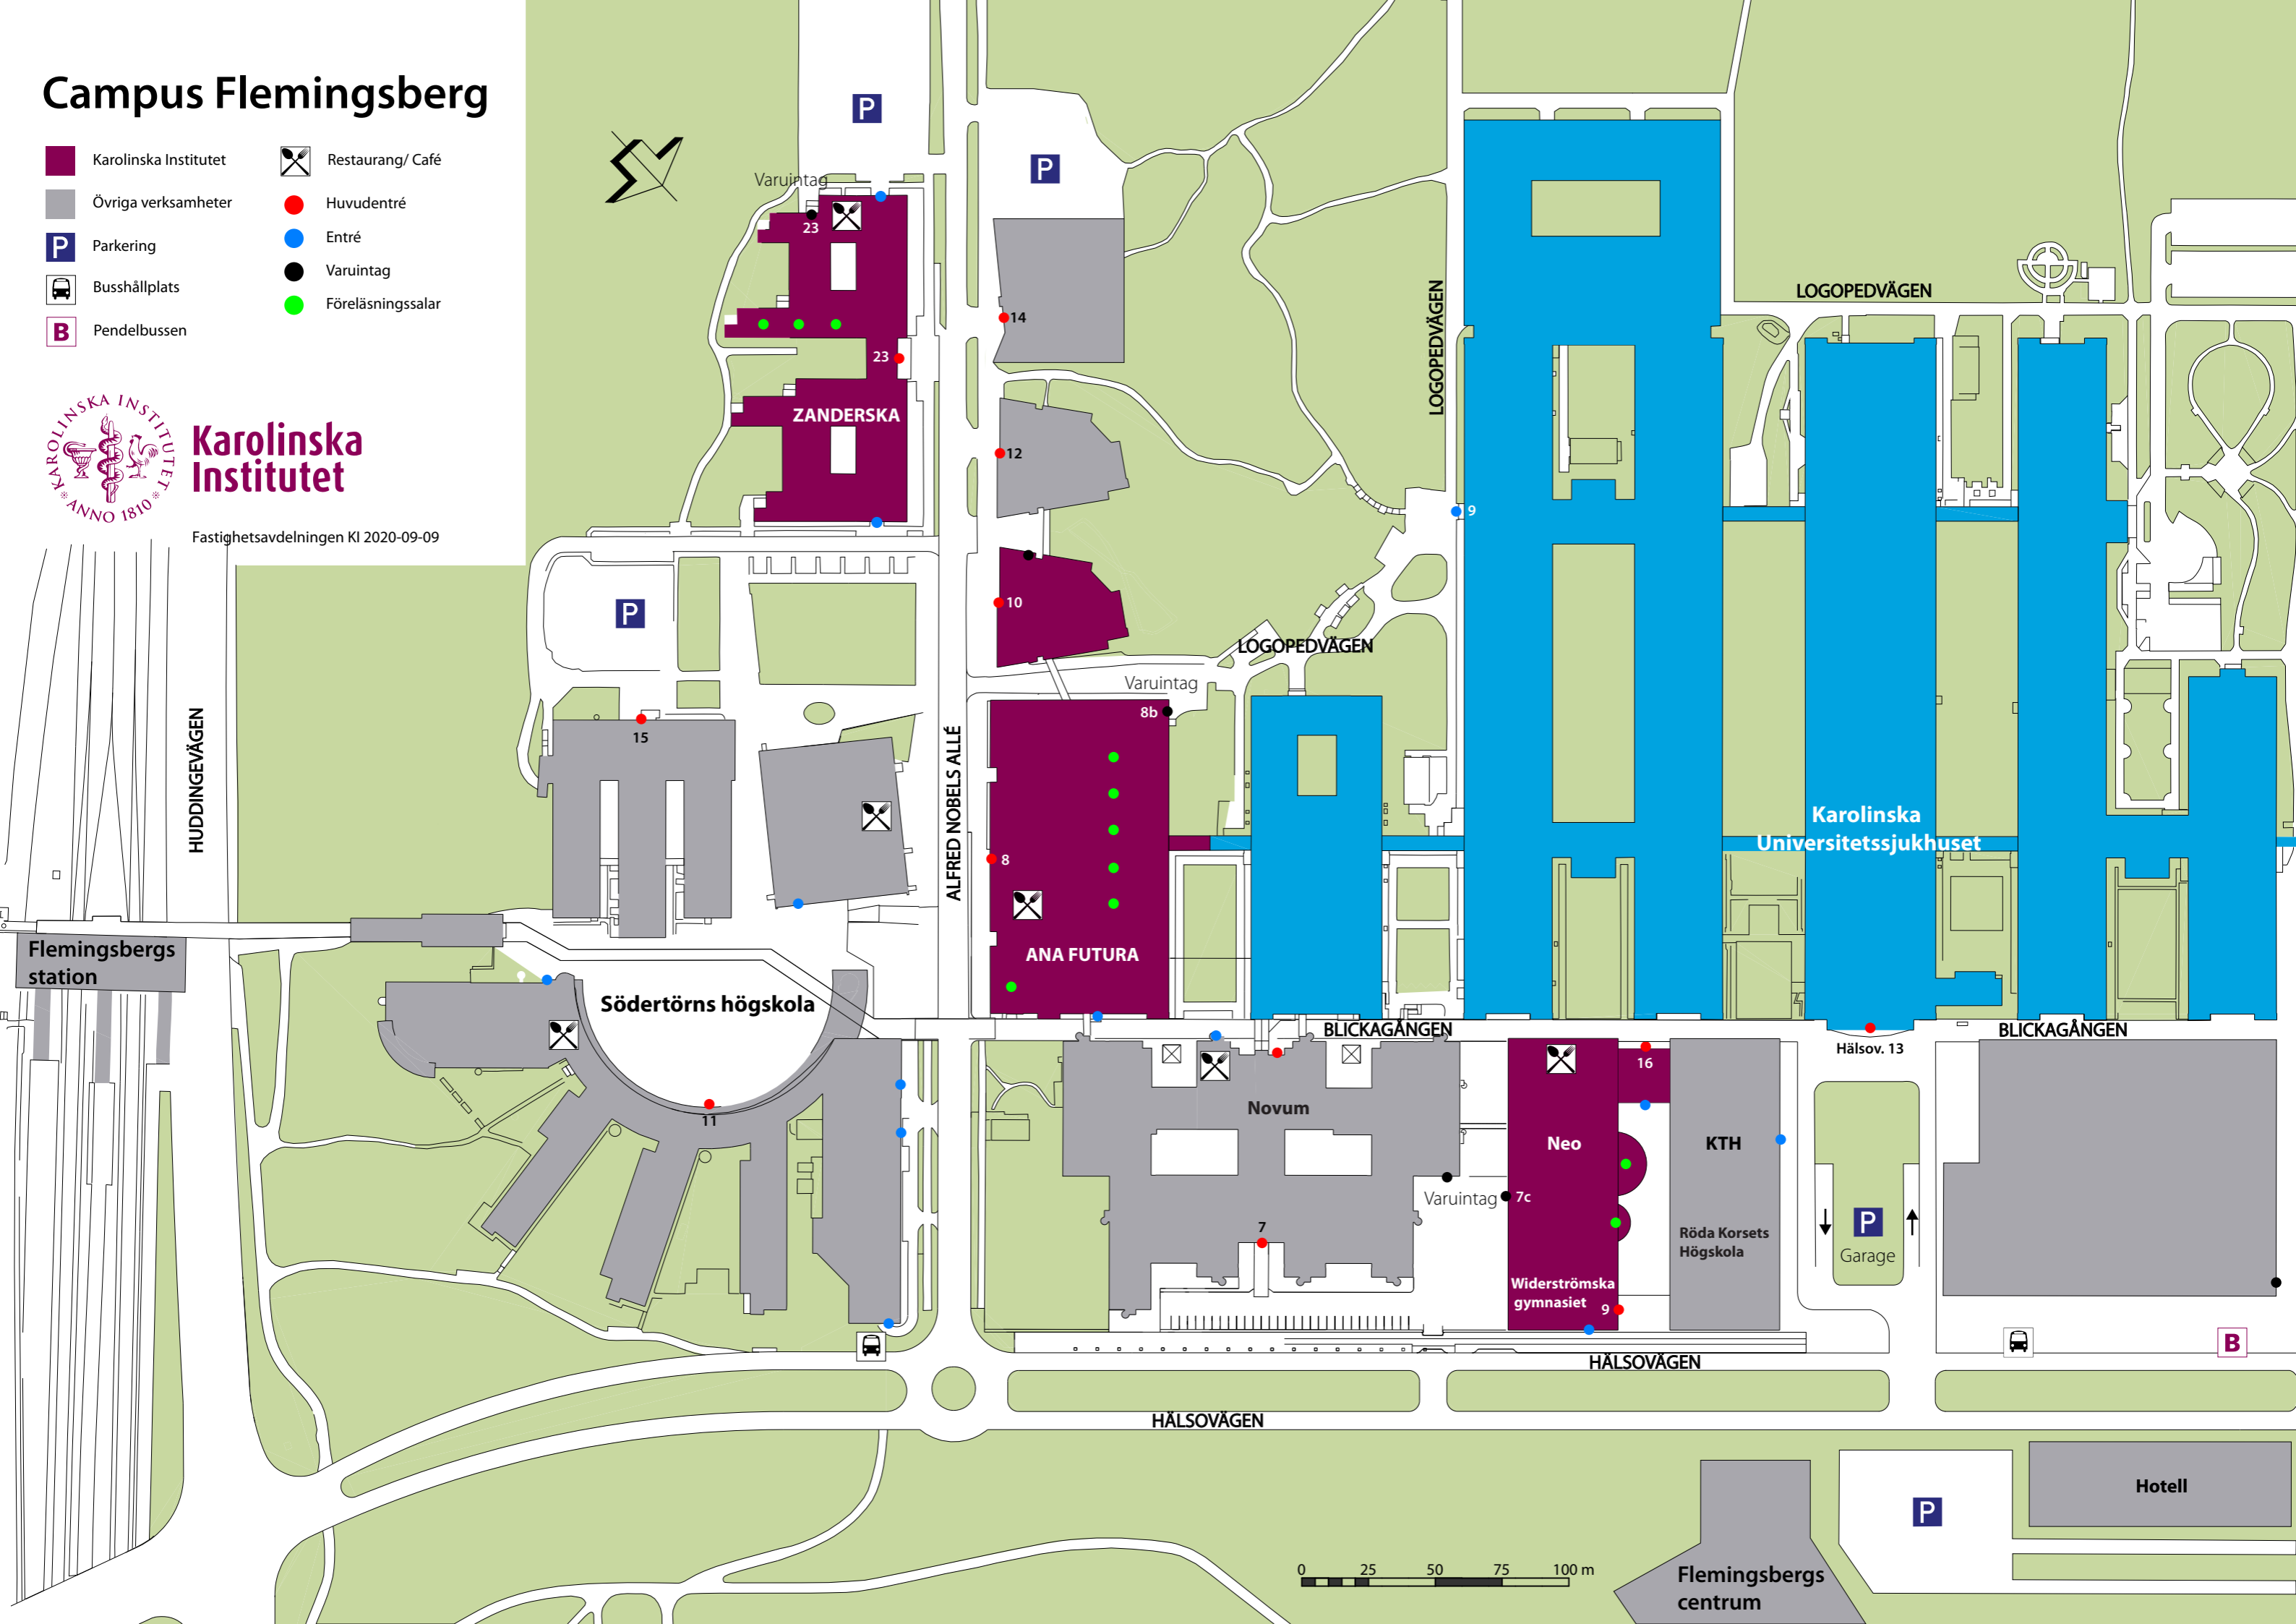 Campus Flemingsberg
Karolinska Institutet
Övriga verksamheter
P
Parkering
Busshållplats
B
Pendelbussen
Restaurang/ Café
Huvudentré
Entré
Varuintag
Föreläsningssalar
KAROLINSKA INSTITUTET
ANNO 1810
Karolinska
Institutet
Fastighetsavdelningen KI 2020-09-09
P
P
Varuintag
23
23
ZANDERSKA
14
12
10
LOGOPEDVÄGEN
LOGOPEDVÄGEN
LOGOPEDVÄGEN
9
P
HUDDINGEVÄGEN
15
ALFRED NOBELS ALLÉ
Varuintag
8b
8
ANA FUTURA
Karolinska
Universitetssjukhuset
Flemingsbergs
station
Södertörns högskola
11
BLICKAGÅNGEN
BLICKAGÅNGEN
Hälsov. 13
Novum
7
Varuintag
7c
Neo
16
KTH
Röda Korsets
Högskola
Widerströmska
gymnasiet
9
P
Garage
B
HÄLSOVÄGEN
HÄLSOVÄGEN
P
Hotell
Flemingsbergs
centrum
0 25 50 75 100 m